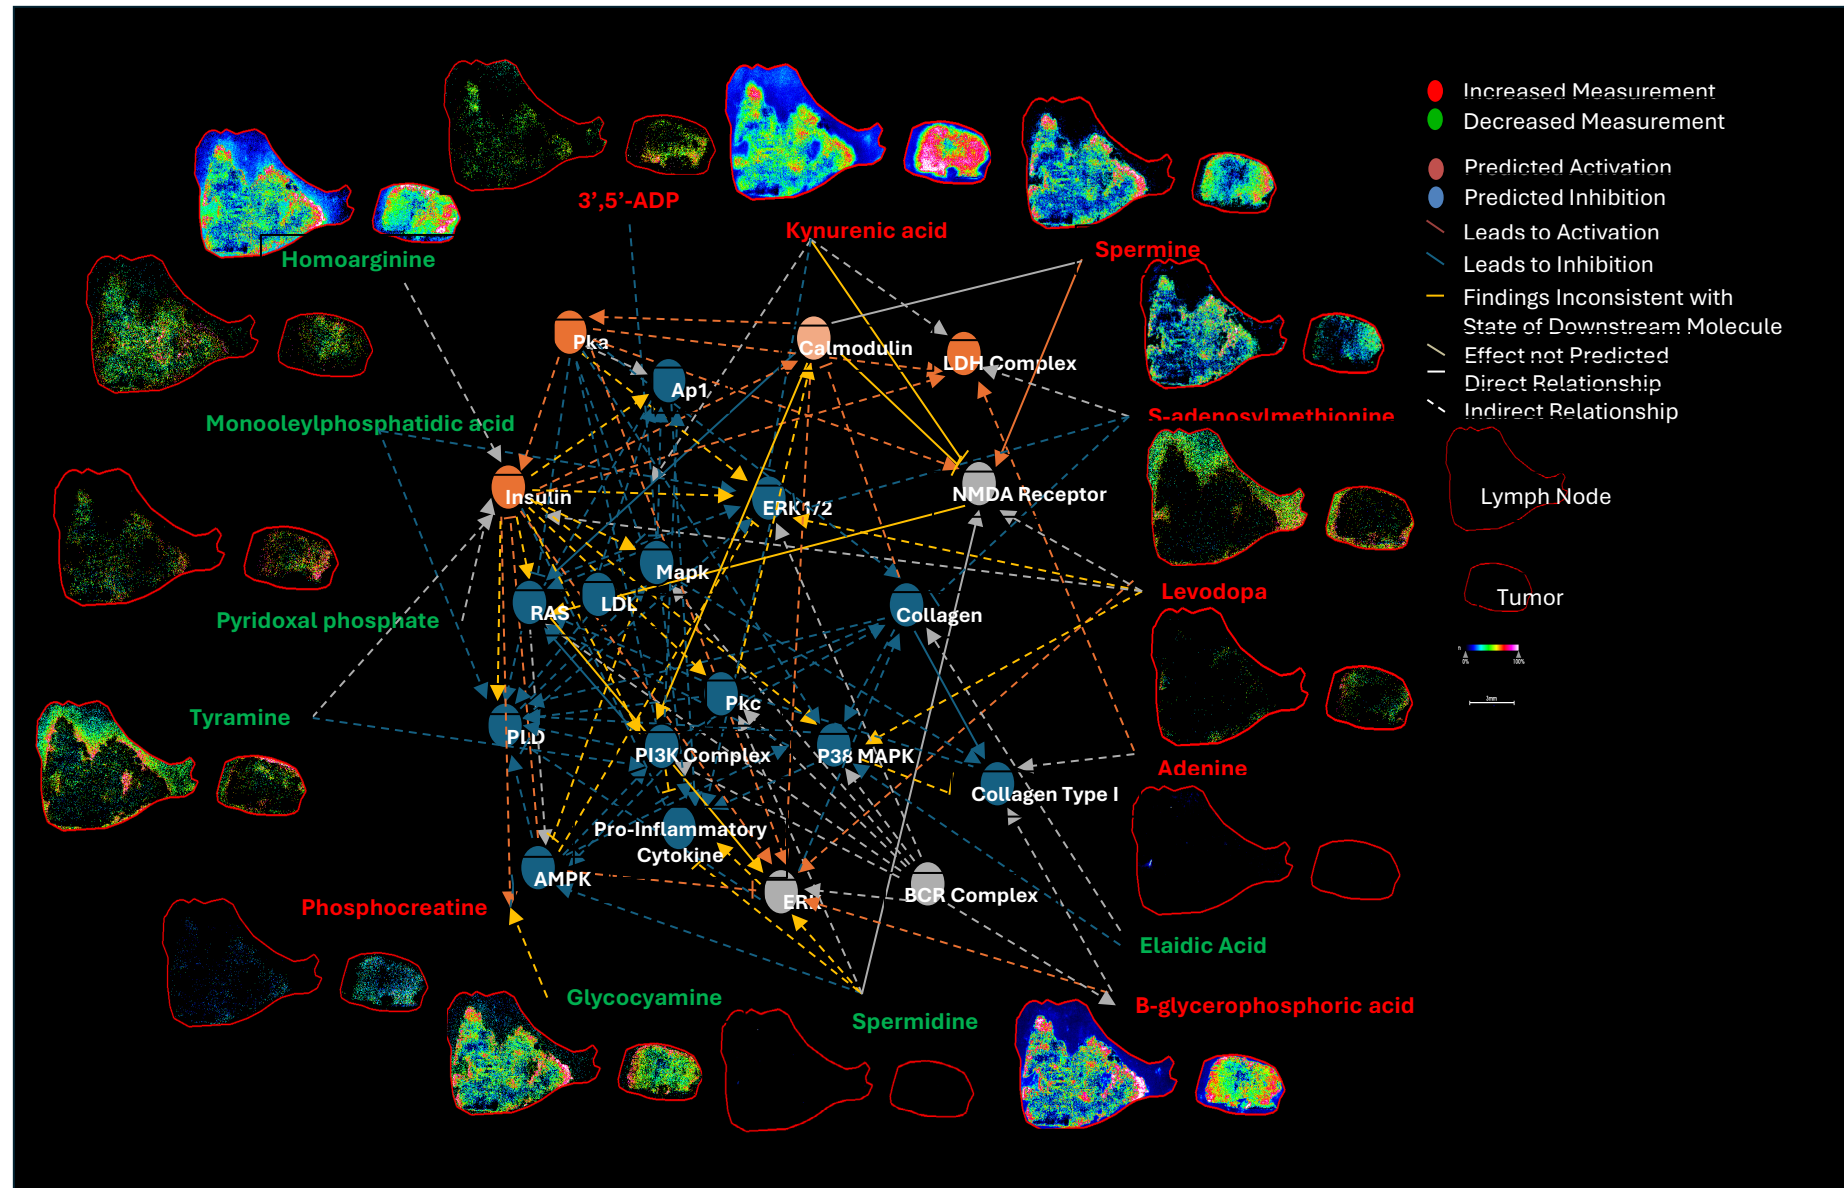 Increased Measurement
Decreased Measurement
Predicted Activation
Predicted Inhibition
Leads to Activation
Leads to Inhibition
Findings Inconsistent with
State of Downstream Molecule
Effect not Predicted
Direct Relationship
Indirect Relationship
Lymph Node
Tumor
0%
100%
3mm
3',5'-ADP
Kynurenic acid
Spermine
Homoarginine
S-adenosylmethionine
Monooleylphosphatidic acid
Levodopa
Pyridoxal phosphate
Tyramine
Adenine
Phosphocreatine
Elaidic Acid
Glycocyamine
Spermidine
B-glycerophosphoric acid
Pka
Calmodulin
LDH Complex
Ap1
Insulin
NMDA Receptor
ERK1/2
Mapk
LDL
RAS
Collagen
Pkc
PLD
PI3K Complex
P38 MAPK
Collagen Type I
Pro-Inflammatory
Cytokine
AMPK
ERK
BCR Complex